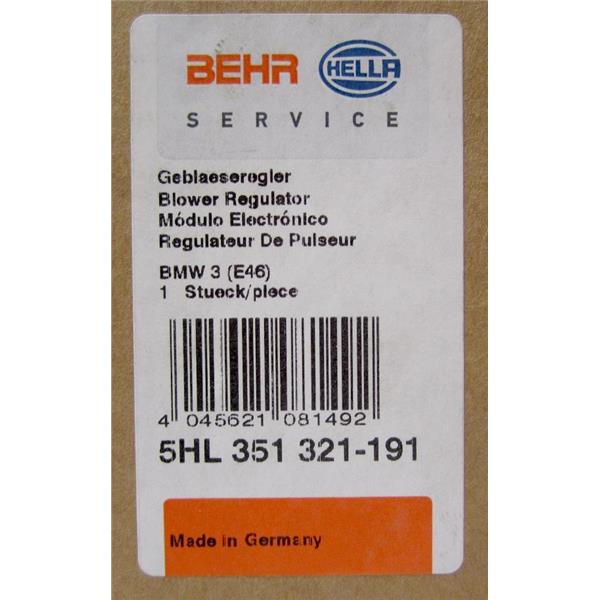 BEHR HELLA
SERVICE
Geblaeseregler
Blower Regulator
Módulo Electrónico
Regulateur De Pulseur
BMW 3 (E46)
1 Stueck/piece
4 045621 081492
5HL 351 321-191
Made in Germany